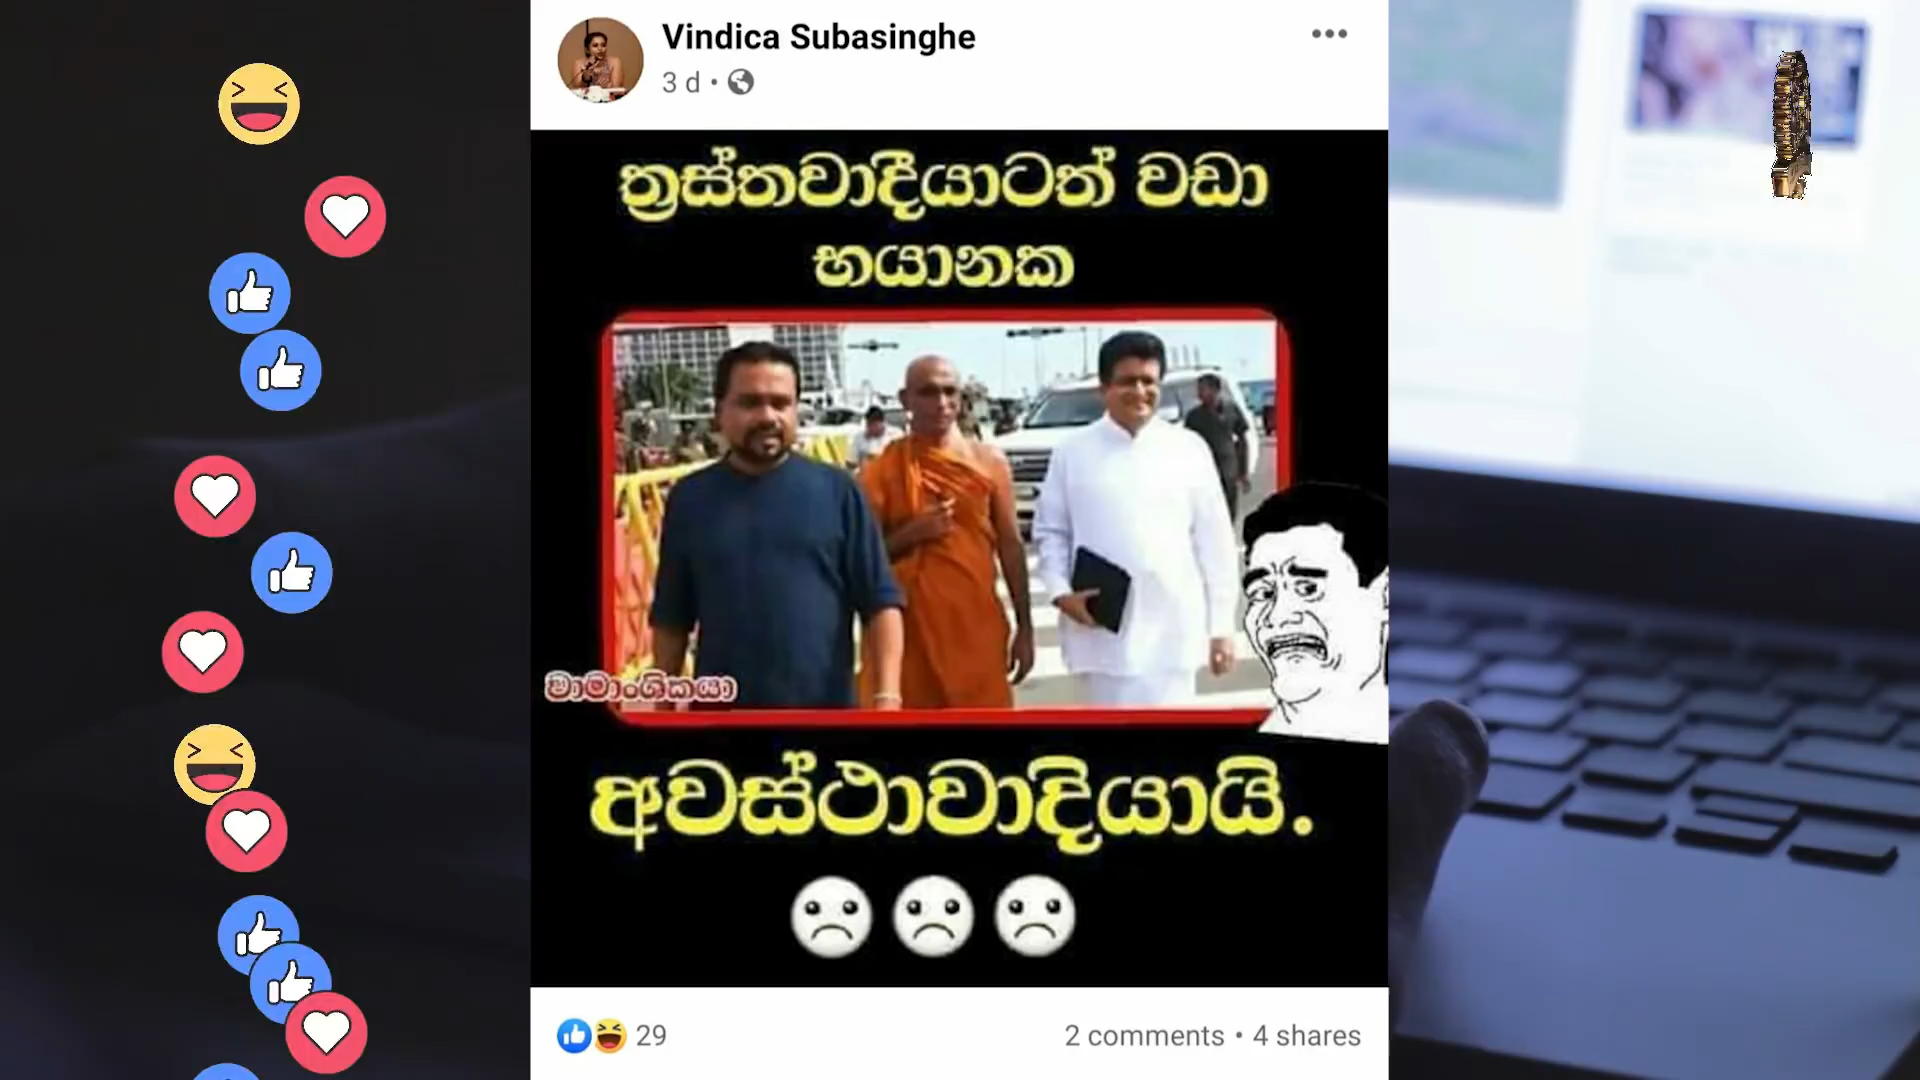 Vindica Subasinghe
3 d •
ත්‍රස්තවාදීයාටත් වඩා
භයානක
වාමාංශිකයා
අවස්ථාවාදියායි.
29
2 comments • 4 shares